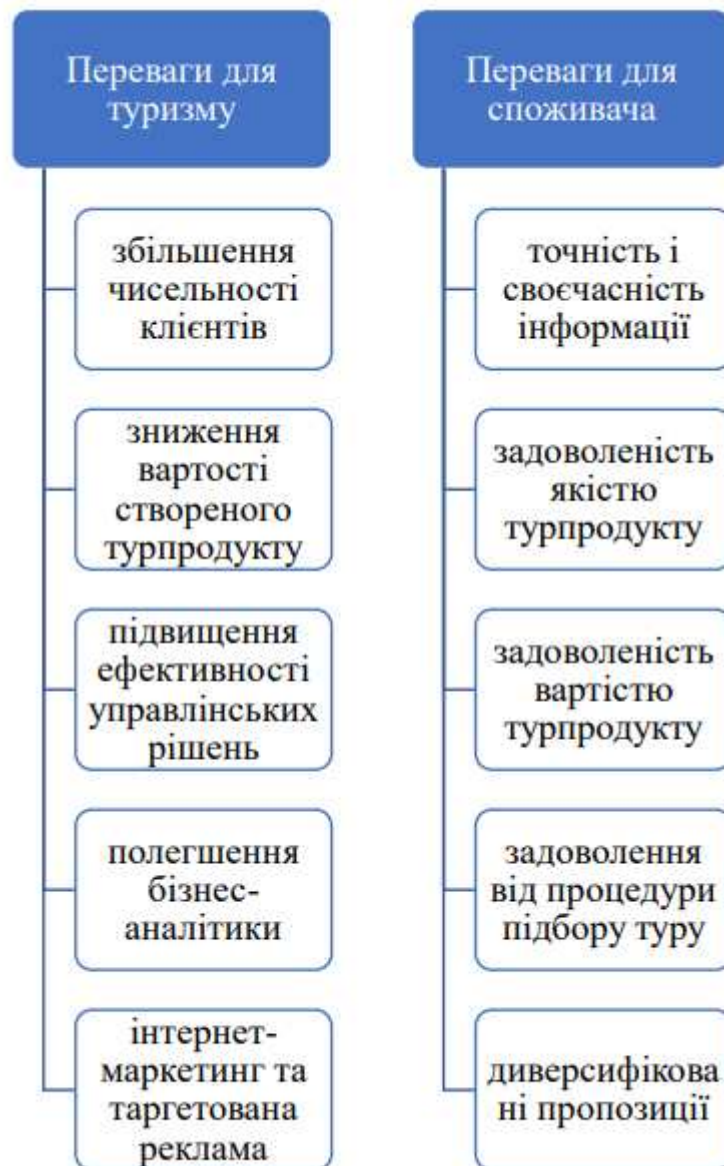 Переваги для
туризму
збільшення
чисельності
клієнтів
зниження
вартості
створеного
турпродукту
підвищення
ефективності
управлінських
рішень
полегшення
бізнес-
аналітики
інтернет-
маркетинг та
таргетована
реклама
Переваги для
споживача
точність і
своєчасність
інформації
задоволеність
якістю
турпродукту
задоволеність
вартістю
турпродукту
задоволення
від процедури
підбору туру
диверсифікова
ні пропозиції